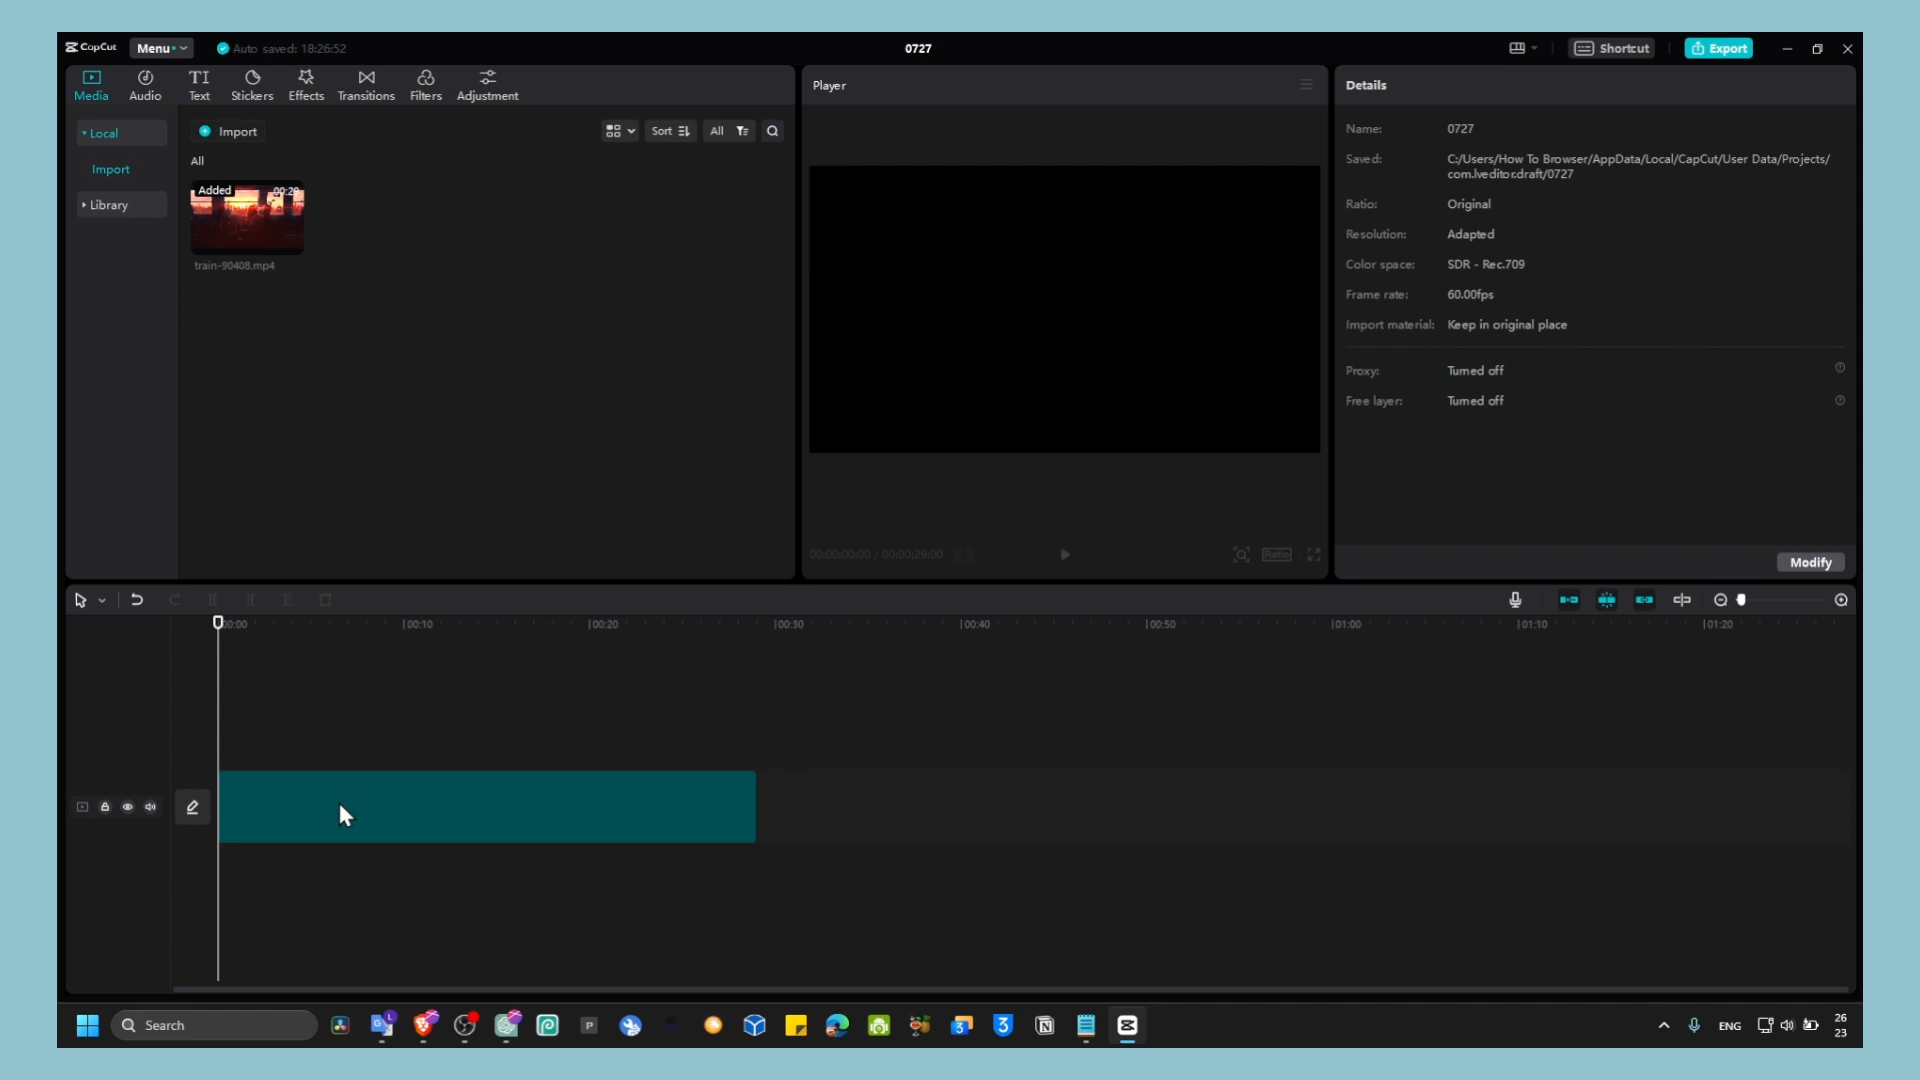 CapCut
Menu
Auto saved: 18:26:52
0727
Shortcut
Export
Media
Audio
TI
Text
Stickers
Effects
Transitions
Filters
Adjustment
Local
Import
Library
Import
Sort
All
All
Added
00:29
train-90408.mp4
Player
00:00:00:00 / 00:00:29:00
Ratio
Details
Name: 0727
Saved: C:/Users/How To Browser/AppData/Local/CapCut/User Data/Projects/
com.lveditor.draft/0727
Ratio: Original
Resolution: Adapted
Color space: SDR - Rec.709
Frame rate: 60.00fps
Import material: Keep in original place
Proxy: Turned off
Free layer: Turned off
Modify
00:00 |00:10 |00:20 |00:30 |00:40 |00:50 |01:00 |01:10 |01:20
Search
ENG
26
23